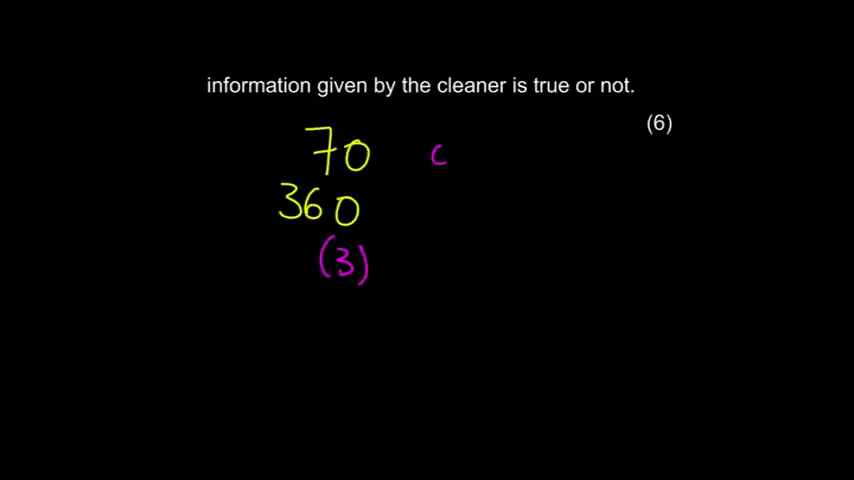 information given by the cleaner is true or not.
(6)
70 c
360
(3)